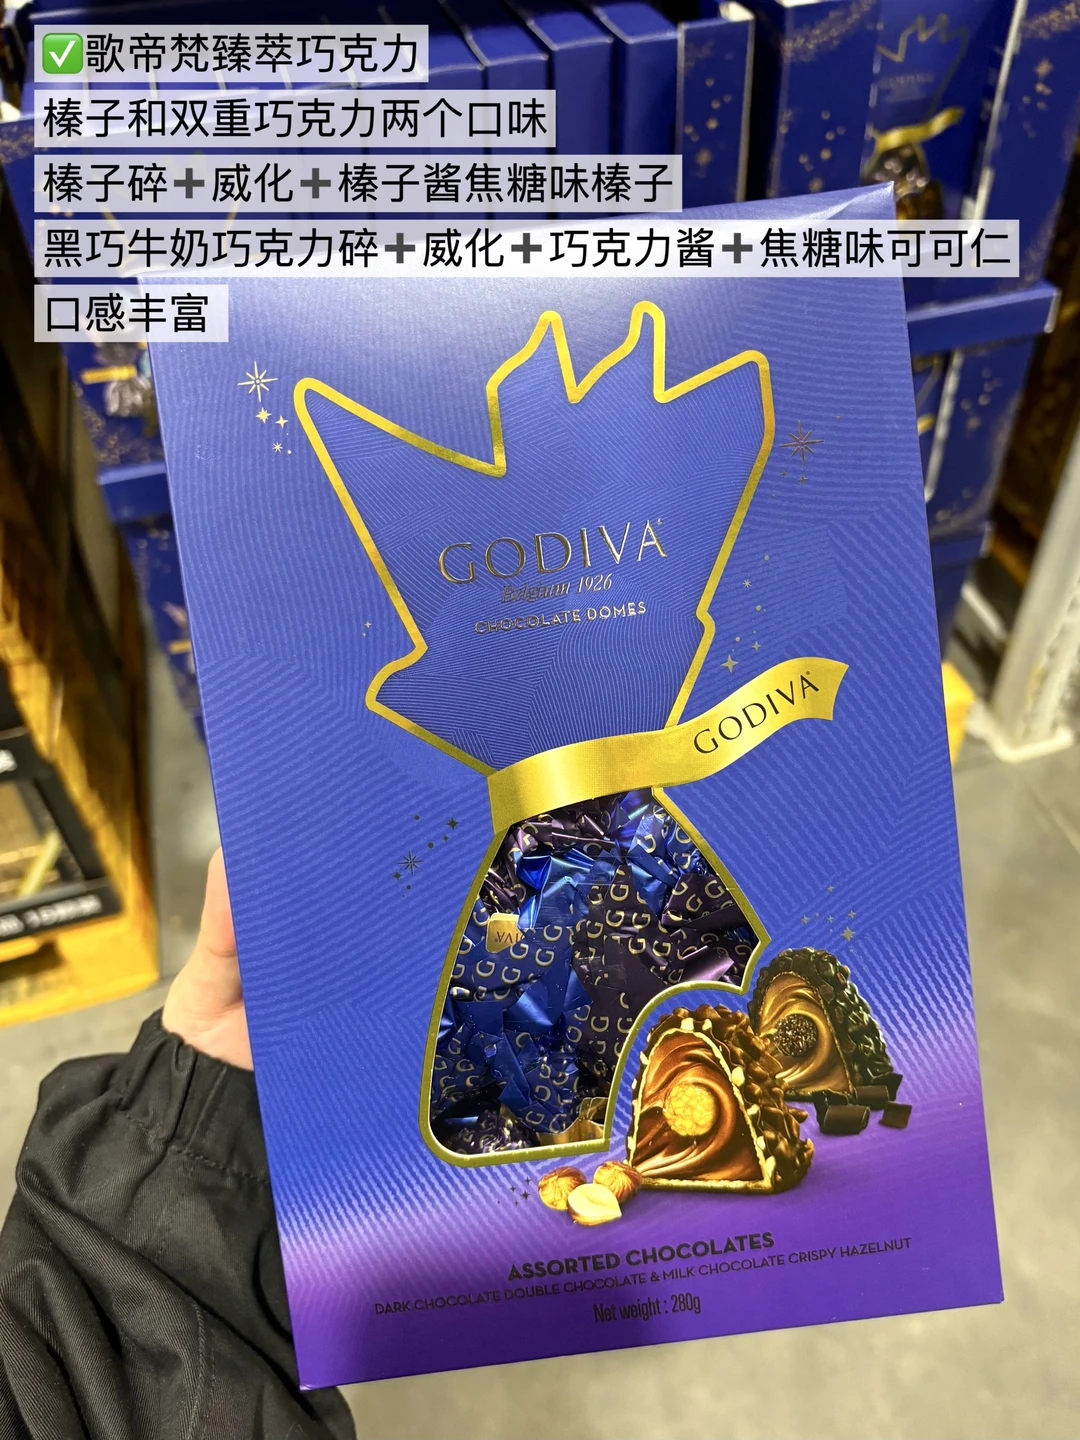 ✅歌帝梵臻萃巧克力
榛子和双重巧克力两个口味
榛子碎➕威化➕榛子酱焦糖味榛子
黑巧牛奶巧克力碎➕威化➕巧克力酱➕焦糖味可可仁
口感丰富
GODIVA
Belgium 1926
CHOCOLATE DOMES
GODIVA
ASSORTED CHOCOLATES
DARK CHOCOLATE DOUBLE CHOCOLATE & MILK CHOCOLATE CRISPY HAZELNUT
Net weight : 280g